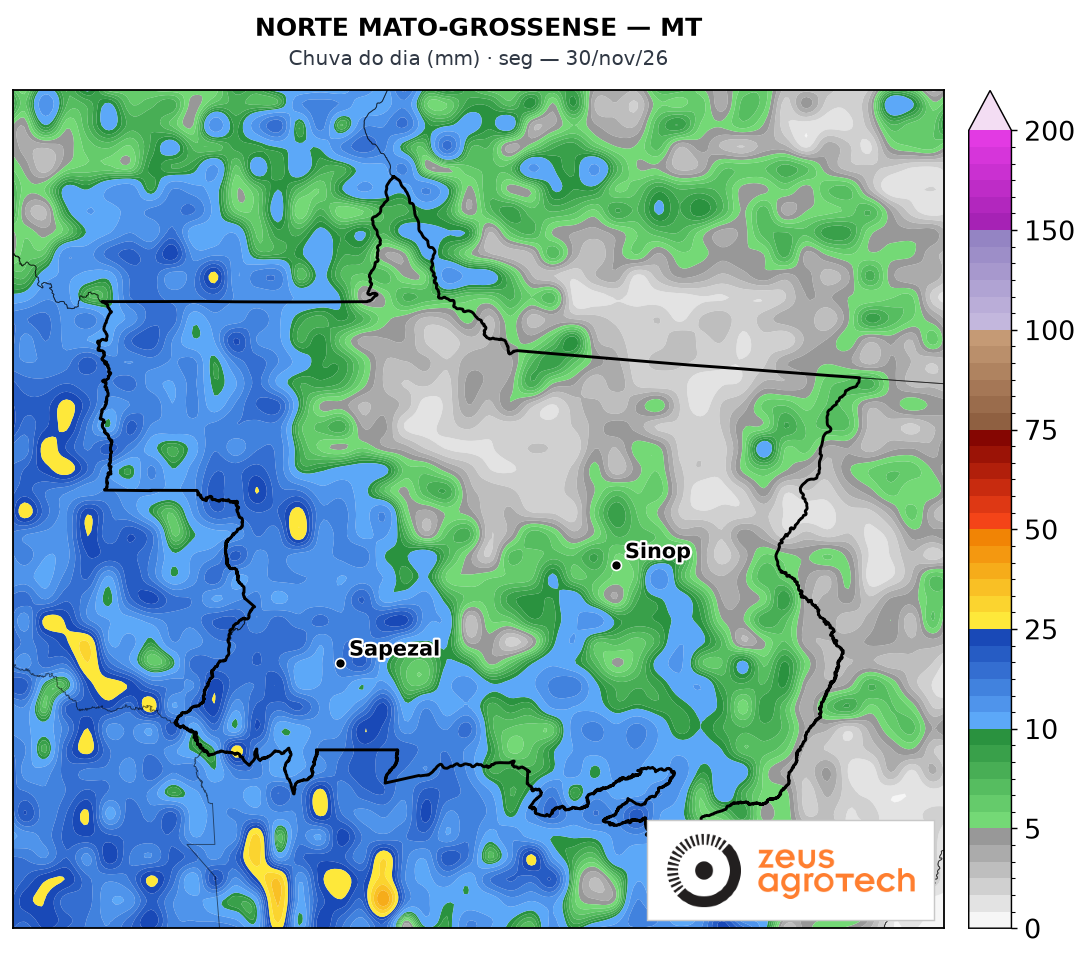 NORTE MATO-GROSSENSE — MT
Chuva do dia (mm) · seg — 30/nov/26
200
150
100
75
50
25
10
5
0
Sinop
Sapezal
zeus
agrotech